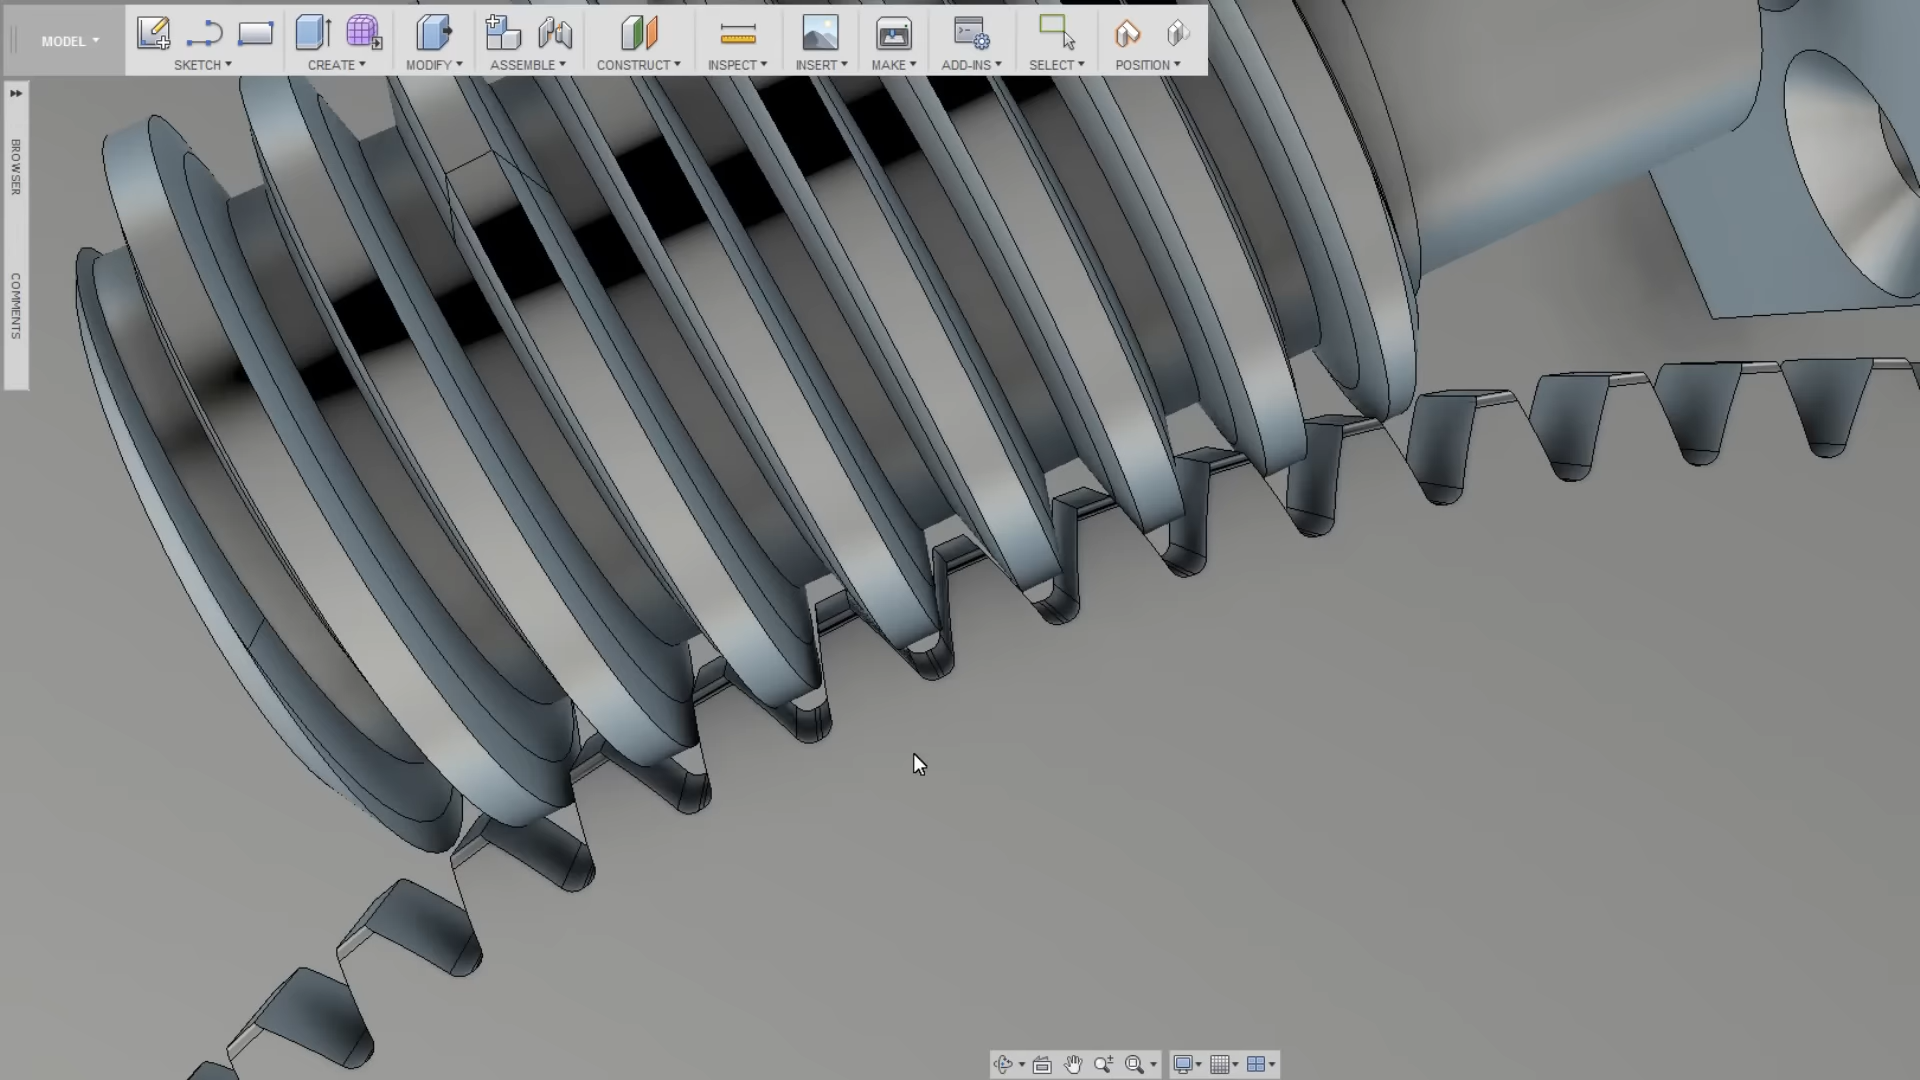 MODEL
SKETCH
CREATE
MODIFY
ASSEMBLE
CONSTRUCT
INSPECT
INSERT
MAKE
ADD-INS
SELECT
POSITION
BROWSER
COMMENTS